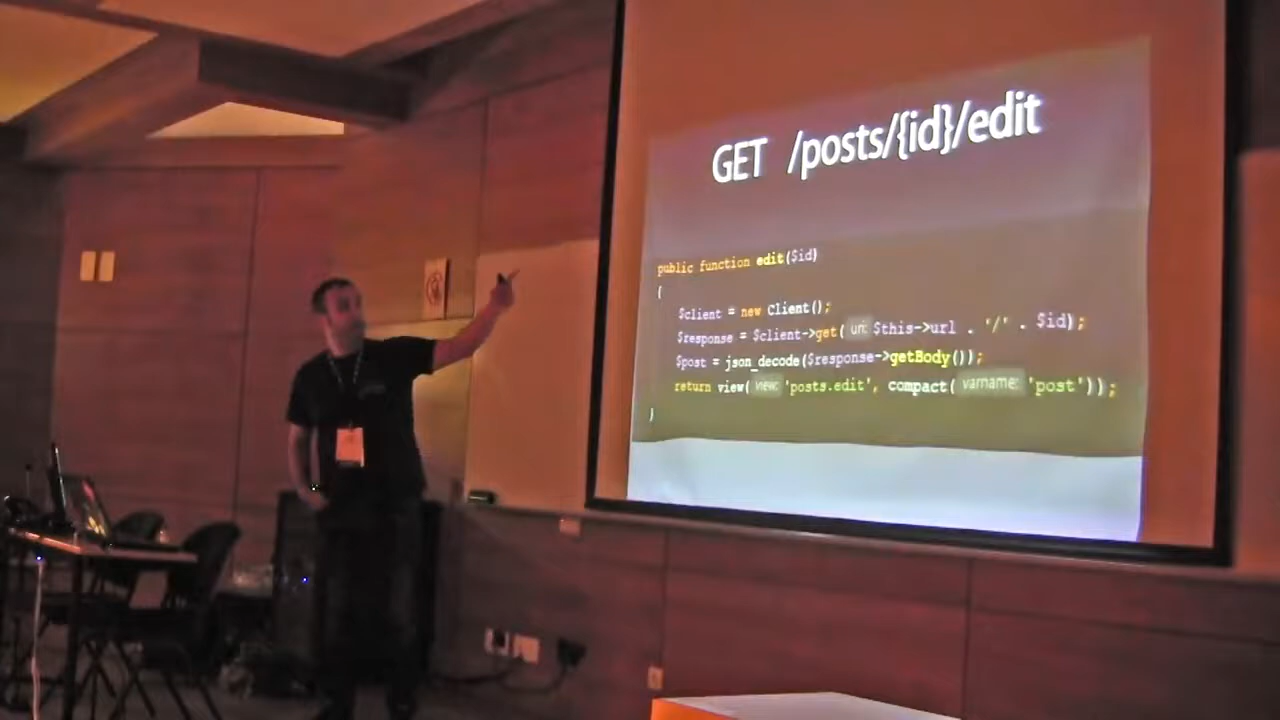 GET /posts/{id}/edit
public function edit($id)
{
$client = new Client();
$response = $client->get( uri: $this->url . '/' . $id);
$post = json_decode($response->getBody());
return view( view: 'posts.edit', compact( varname: 'post'));
}